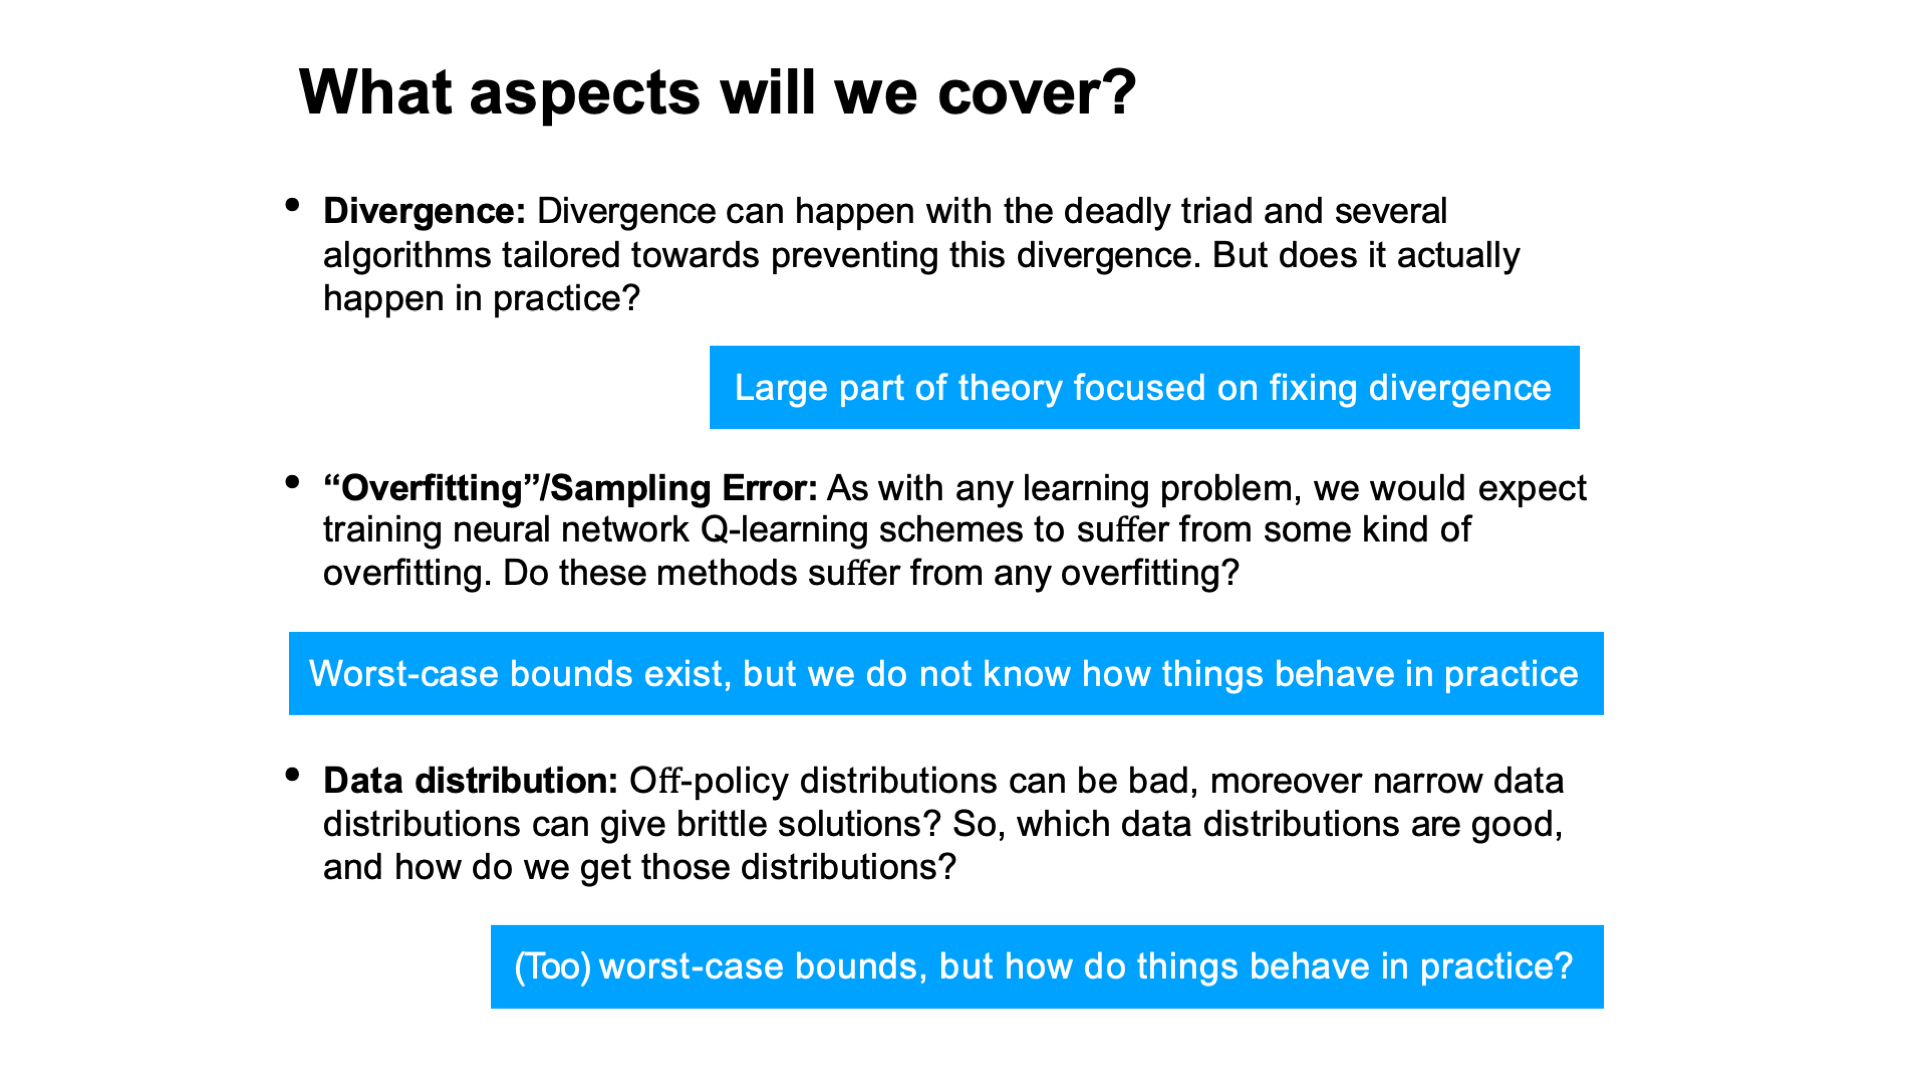 What aspects will we cover?
• Divergence: Divergence can happen with the deadly triad and several
algorithms tailored towards preventing this divergence. But does it actually
happen in practice?
Large part of theory focused on fixing divergence
• “Overfitting”/Sampling Error: As with any learning problem, we would expect
training neural network Q-learning schemes to suffer from some kind of
overfitting. Do these methods suffer from any overfitting?
Worst-case bounds exist, but we do not know how things behave in practice
• Data distribution: Off-policy distributions can be bad, moreover narrow data
distributions can give brittle solutions? So, which data distributions are good,
and how do we get those distributions?
(Too) worst-case bounds, but how do things behave in practice?